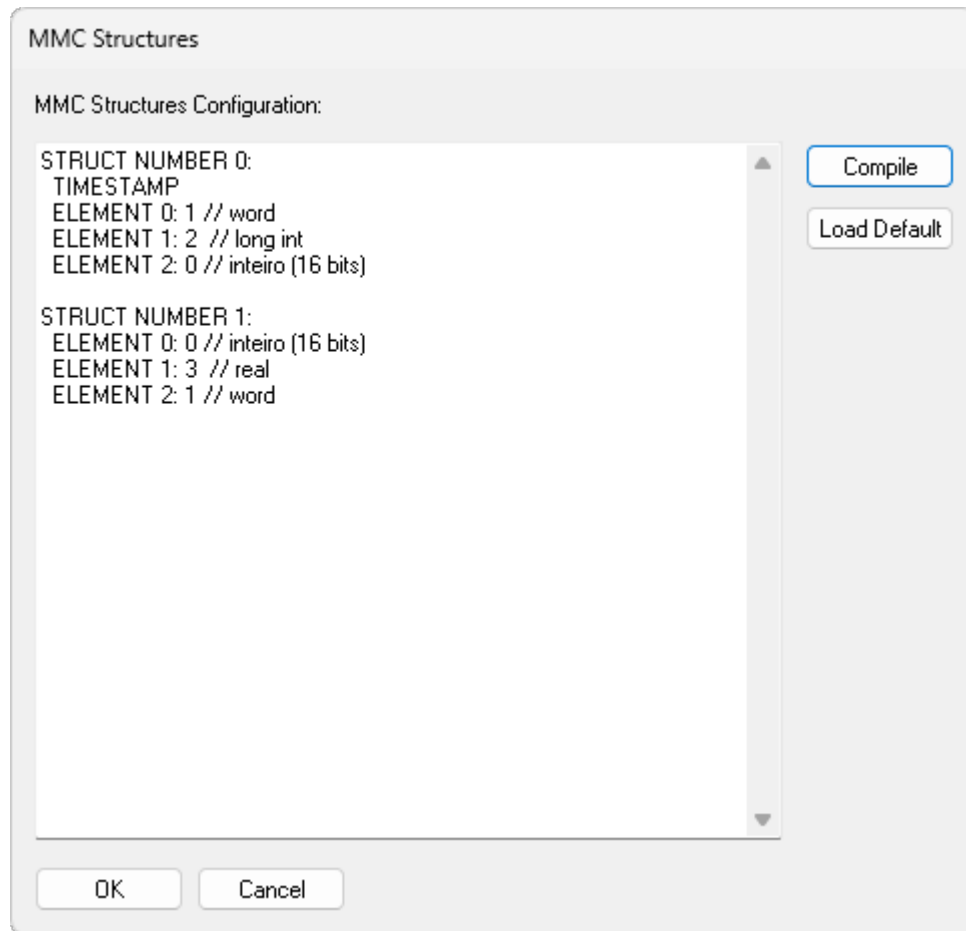 MMC Structures
MMC Structures Configuration:
STRUCT NUMBER 0:
TIMESTAMP
ELEMENT 0: 1 // word
ELEMENT 1: 2  // long int
ELEMENT 2: 0 // inteiro (16 bits)
STRUCT NUMBER 1:
ELEMENT 0: 0 // inteiro (16 bits)
ELEMENT 1: 3  // real
ELEMENT 2: 1 // word
Compile
Load Default
OK
Cancel